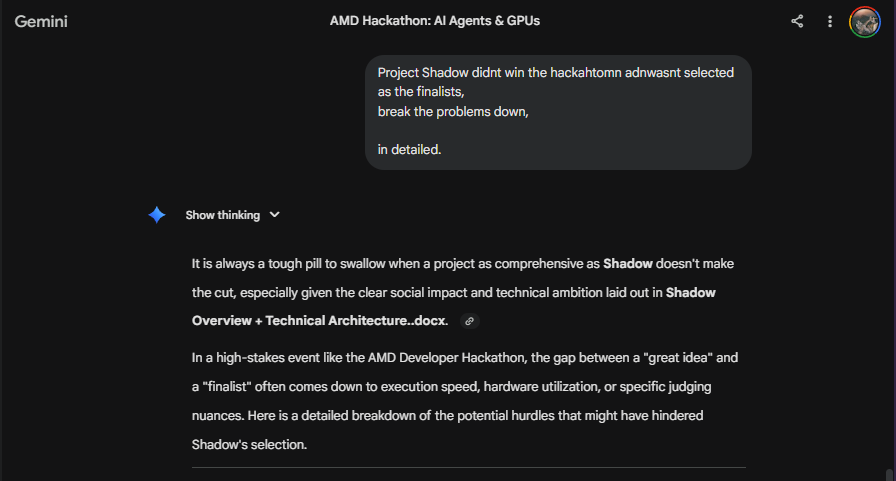 Gemini
AMD Hackathon: AI Agents & GPUs
Project Shadow didnt win the hackahtomn adnwasnt selected
as the finalists,
break the problems down,
in detailed.
Show thinking
It is always a tough pill to swallow when a project as comprehensive as Shadow doesn't make
the cut, especially given the clear social impact and technical ambition laid out in Shadow
Overview + Technical Architecture..docx.
In a high-stakes event like the AMD Developer Hackathon, the gap between a "great idea" and
a "finalist" often comes down to execution speed, hardware utilization, or specific judging
nuances. Here is a detailed breakdown of the potential hurdles that might have hindered
Shadow's selection.